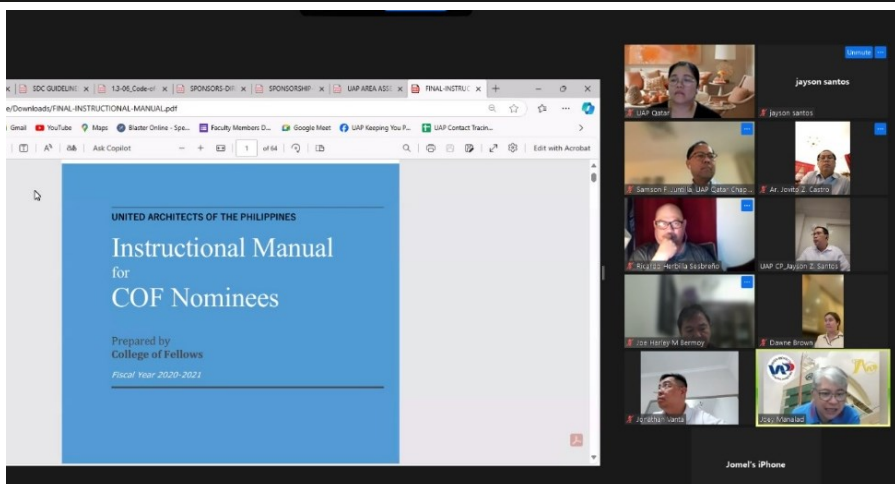 SDC GUIDELINE
1.3-06_Code-of
SPONSORS-DIR
SPONSORSHIP
UAP AREA ASSE
FINAL-INSTRUC
e/Downloads/FINAL-INSTRUCTIONAL-MANUAL.pdf
Gmail YouTube Maps Blaster Online - Spe... Faculty Members D... Google Meet UAP Keeping You P... UAP Contact Tracin...
Ask Copilot 1 of 64 Edit with Acrobat
UNITED ARCHITECTS OF THE PHILIPPINES
Instructional Manual
for
COF Nominees
Prepared by
College of Fellows
Fiscal Year 2020-2021
Unmute
UAP Qatar
jayson santos
jayson santos
Samson F. Juntilla, UAP Qatar Chap...
Ar. Jovito Z. Castro
Ricardo Herbilla Sasbreño
UAP CP_Jayson Z. Santos
Joe Harley M Bermoy
Dawne Brown
Jonathan Vanta
Joey Manalad
Jomel's iPhone